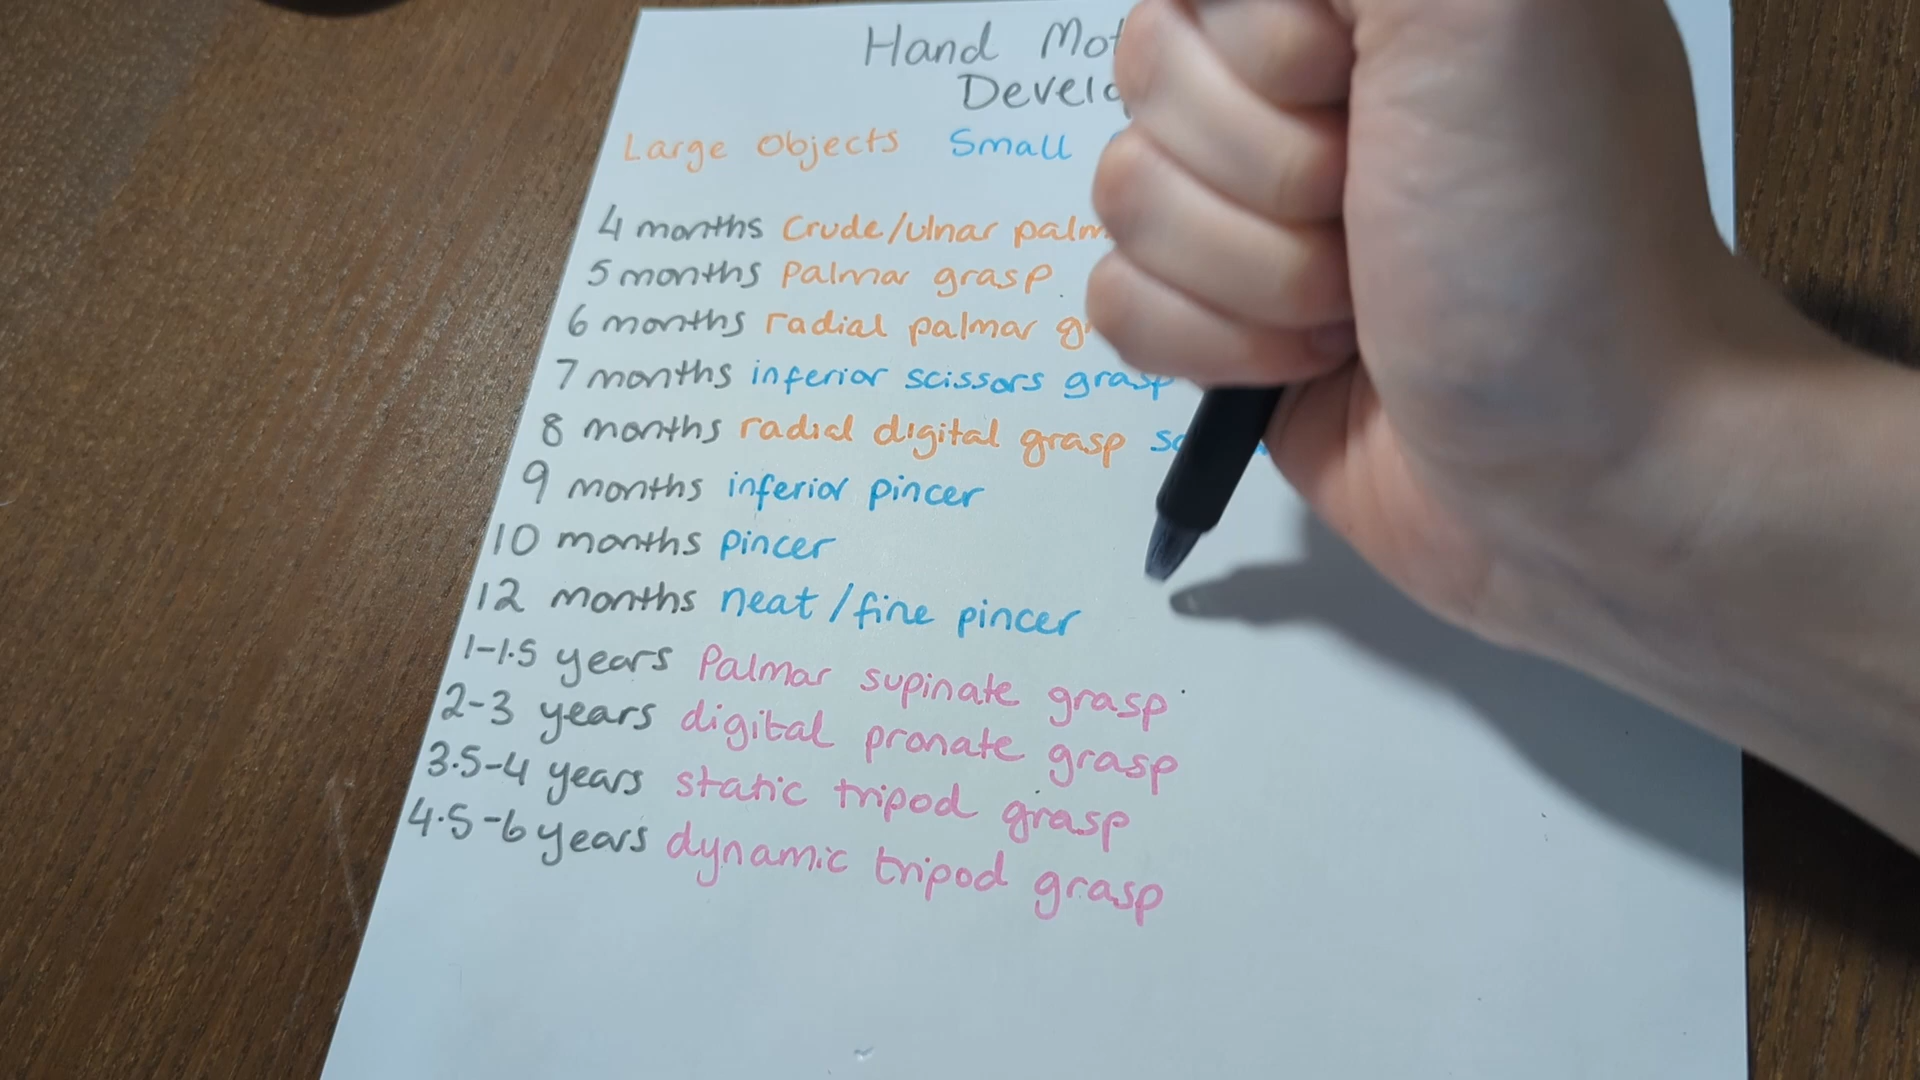 Hand
Large Objects Small
4 months Crude/ulnar
5 months Palmar grasp
6 months radial palmar
7 months inferior scissors grasp
8 months radial digital grasp
9 months inferior pincer
10 months pincer
12 months neat/fine pincer
1-1.5 years Palmar supinate grasp
2-3 years digital pronate grasp
3.5-4 years static tripod grasp
4.5-6 years dynamic tripod grasp